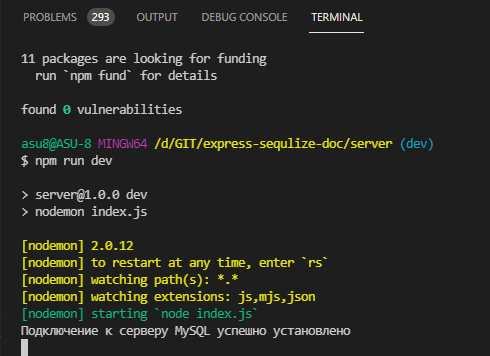 PROBLEMS 293 OUTPUT DEBUG CONSOLE TERMINAL
11 packages are looking for funding
run `npm fund` for details
found 0 vulnerabilities
asu8@ASU-8 MINGW64 /d/GIT/express-sequlize-doc/server (dev)
$ npm run dev
> server@1.0.0 dev
> nodemon index.js
[nodemon] 2.0.12
[nodemon] to restart at any time, enter `rs`
[nodemon] watching path(s): *.*
[nodemon] watching extensions: js,mjs,json
[nodemon] starting `node index.js`
Подключение к серверу MySQL успешно установлено